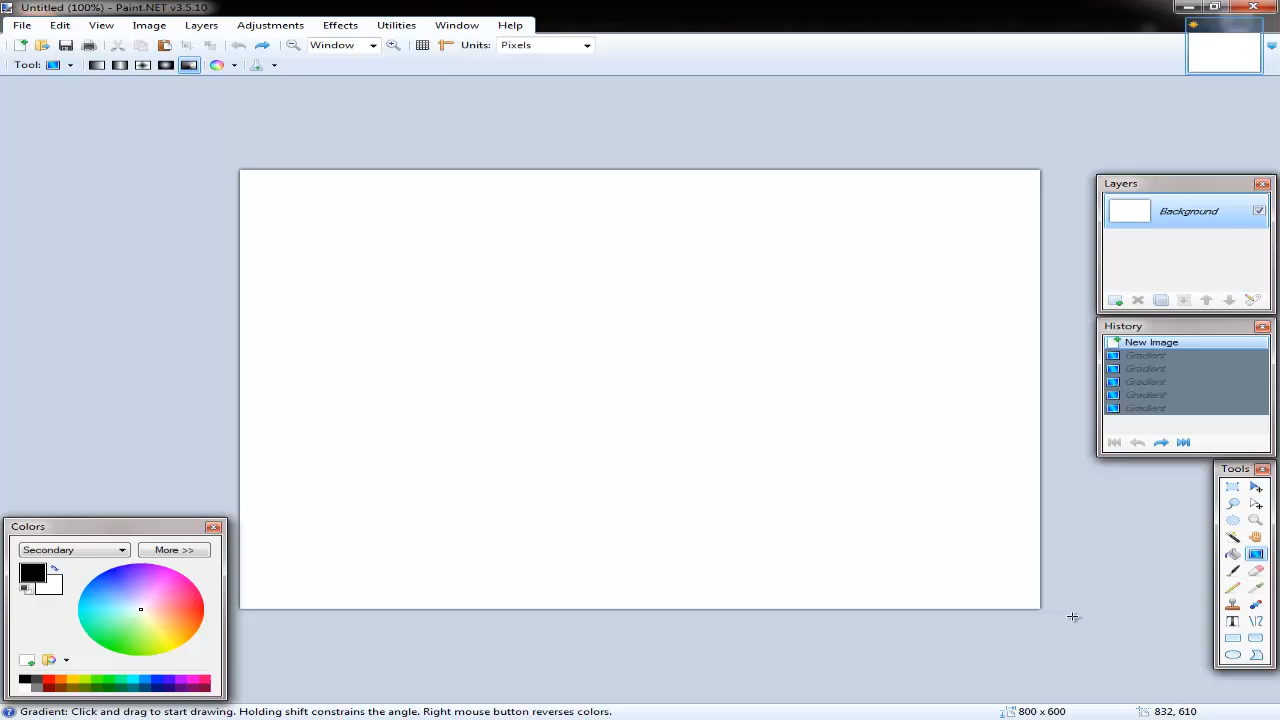 Untitled (100%) - Paint.NET v3.5.10
File Edit View Image Layers Adjustments Effects Utilities Window Help
Window Units: Pixels
Tool:
Layers
Background
History
New Image
Gradient
Gradient
Gradient
Gradient
Gradient
Tools
Colors
Secondary More >>
Gradient: Click and drag to start drawing. Holding shift constrains the angle. Right mouse button reverses colors. 800 x 600 832, 610